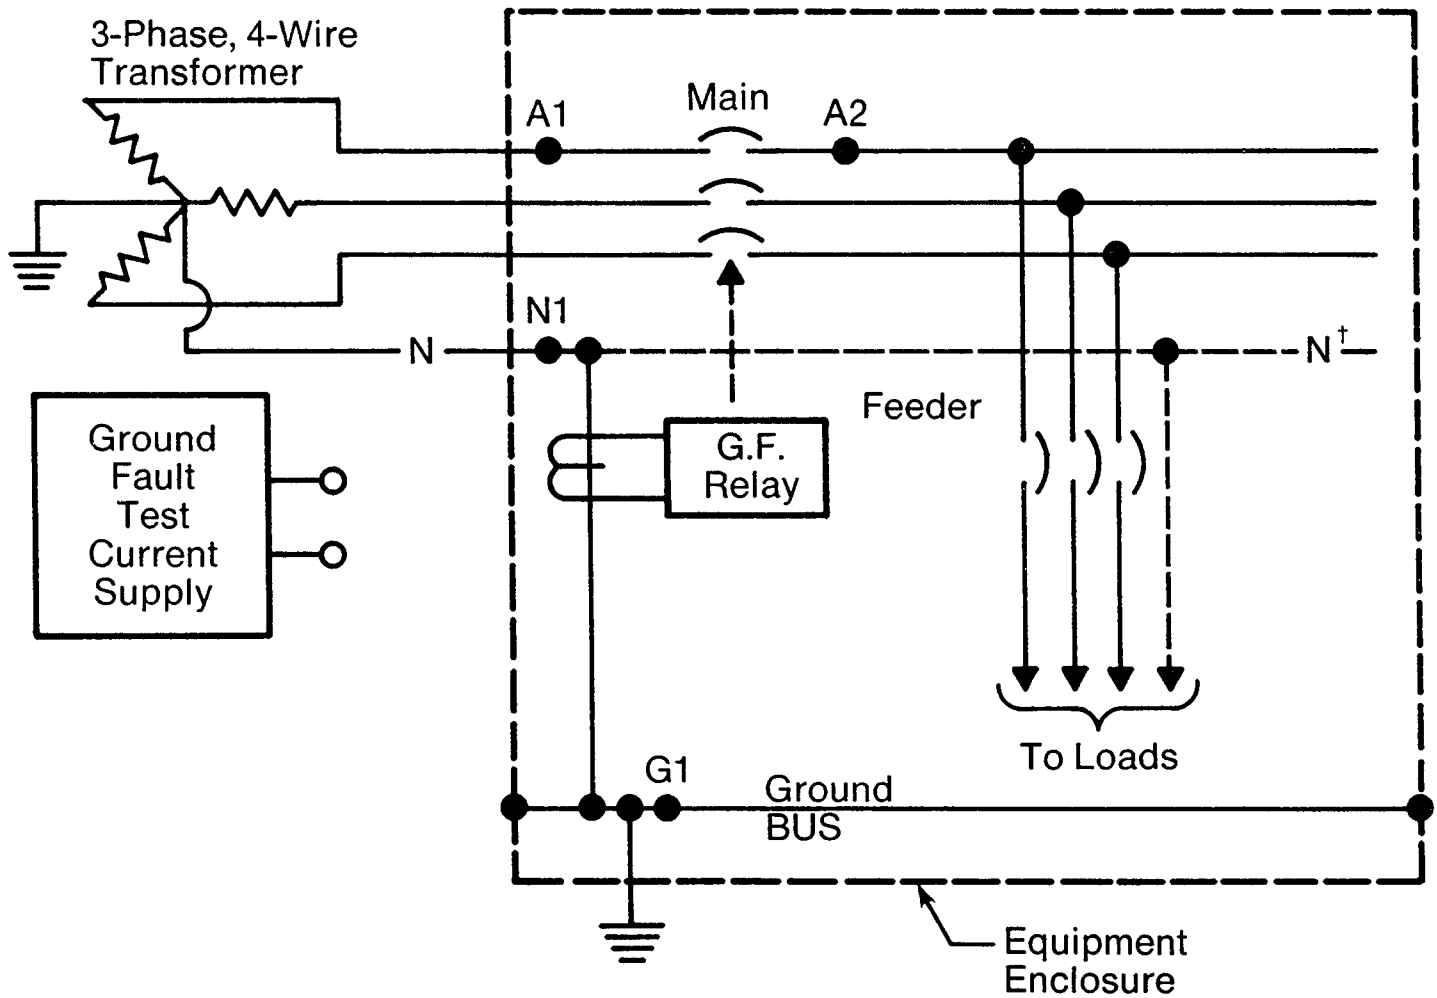 3-Phase, 4-Wire
Transformer
A1
Main
A2
N1
N
N†
Feeder
Ground
Fault
Test
Current
Supply
G.F.
Relay
To Loads
G1
Ground
BUS
Equipment
Enclosure